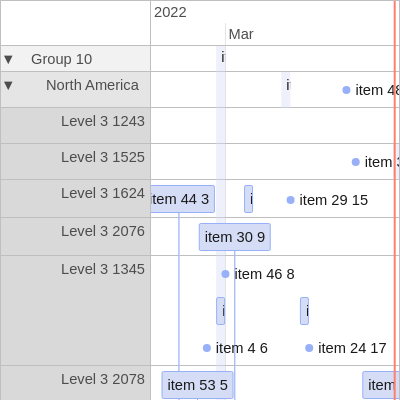 2022
Mar
▼ Group 10
▼ North America
item 48
Level 3 1243
Level 3 1525
item
Level 3 1624
item 44 3
item 29 15
Level 3 2076
item 30 9
Level 3 1345
item 46 8
item 4 6
item 24 17
Level 3 2078
item 53 5
item